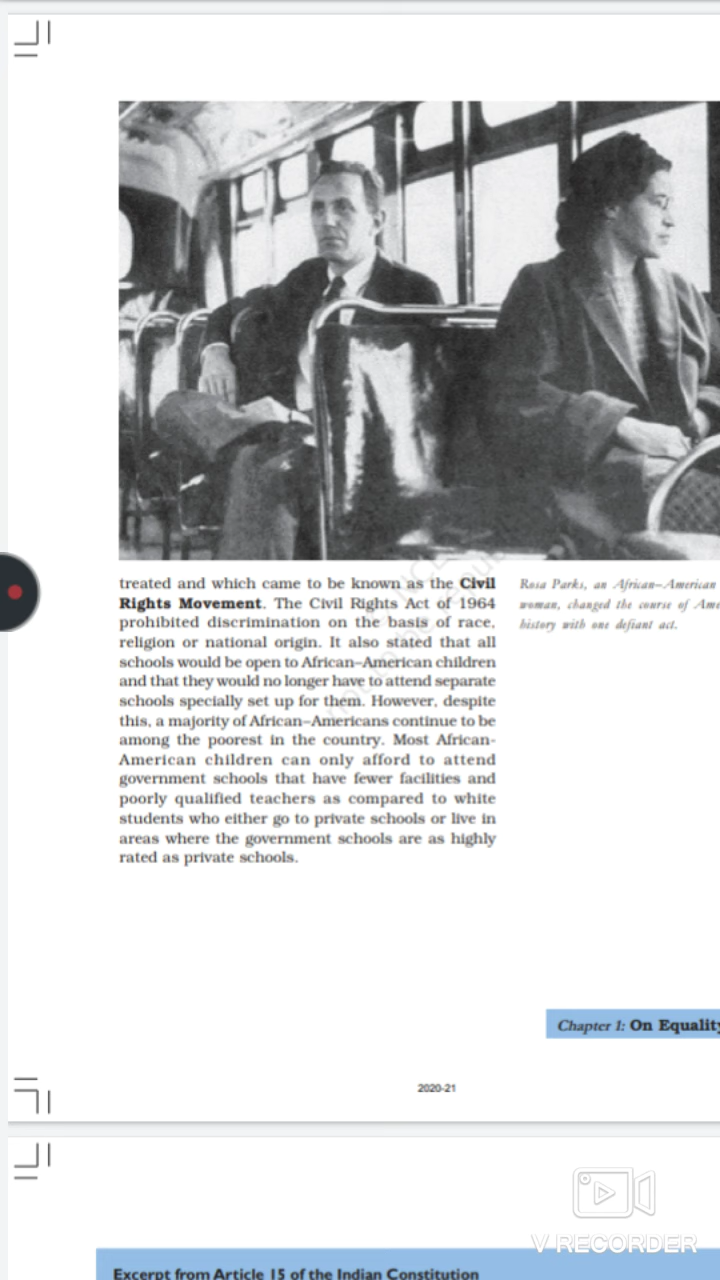 treated and which came to be known as the Civil
Rights Movement. The Civil Rights Act of 1964
prohibited discrimination on the basis of race,
religion or national origin. It also stated that all
schools would be open to African–American children
and that they would no longer have to attend separate
schools specially set up for them. However, despite
this, a majority of African–Americans continue to be
among the poorest in the country. Most African-
American children can only afford to attend
government schools that have fewer facilities and
poorly qualified teachers as compared to white
students who either go to private schools or live in
areas where the government schools are as highly
rated as private schools.
Rosa Parks, an African–American
woman, changed the course of Ame
history with one defiant act.
Chapter 1: On Equality
2020-21
V RECORDER
Excerpt from Article 15 of the Indian Constitution